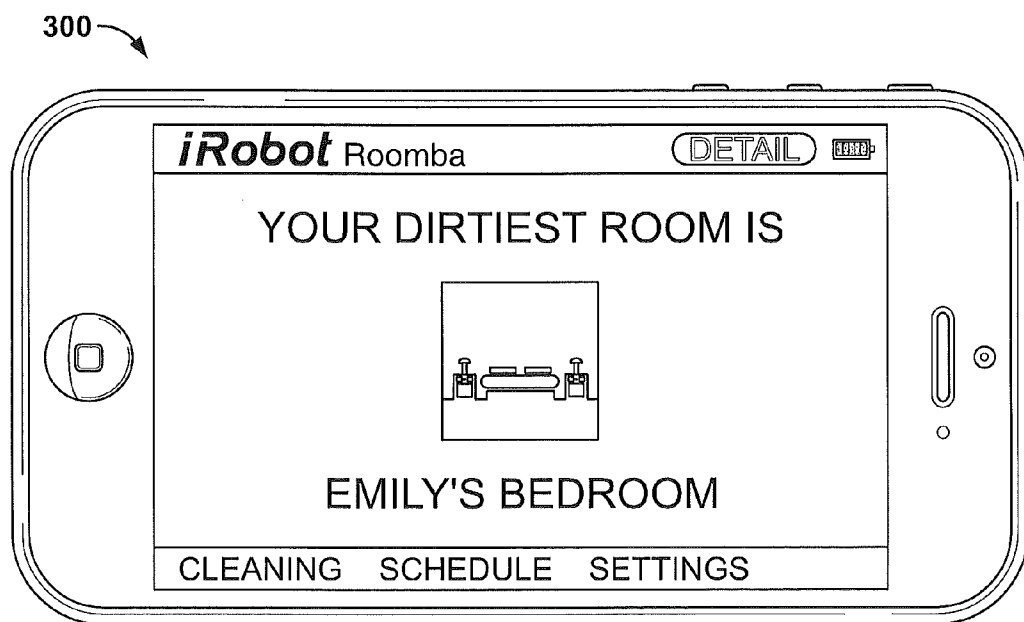 300
iRobot Roomba DETAIL
YOUR DIRTIEST ROOM IS
EMILY'S BEDROOM
CLEANING SCHEDULE SETTINGS